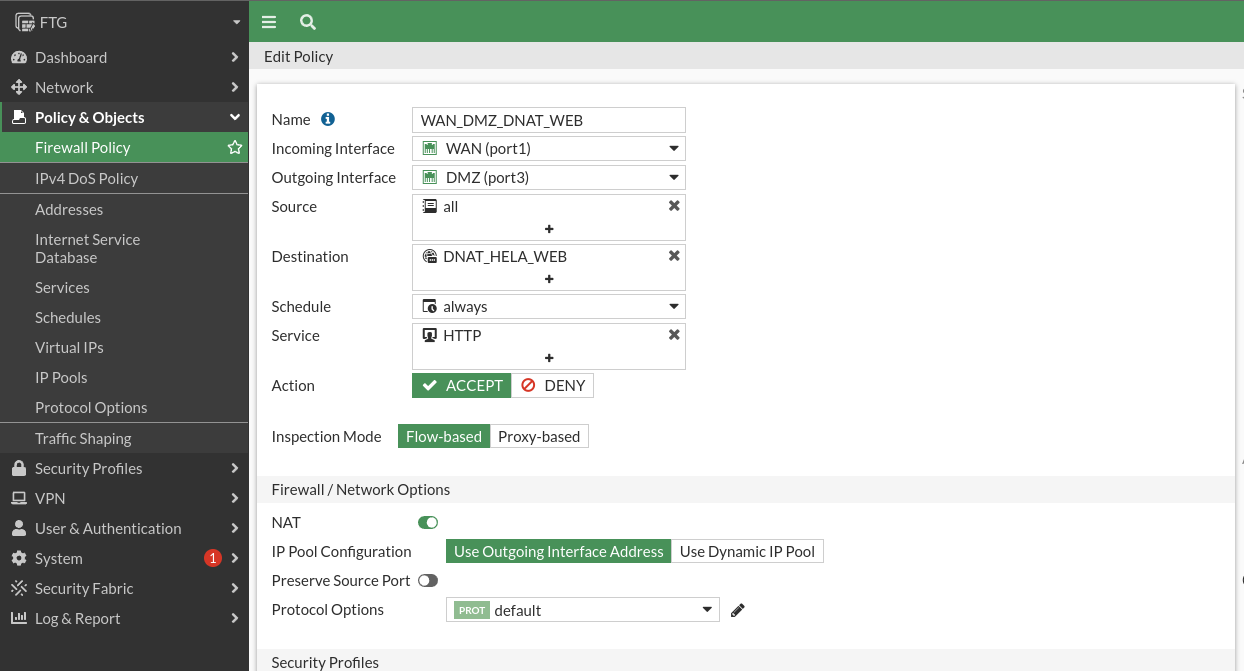 FTG
Dashboard
Network
Policy & Objects
Firewall Policy
IPv4 DoS Policy
Addresses
Internet Service
Database
Services
Schedules
Virtual IPs
IP Pools
Protocol Options
Traffic Shaping
Security Profiles
VPN
User & Authentication
System 1
Security Fabric
Log & Report
Edit Policy
Name WAN_DMZ_DNAT_WEB
Incoming Interface WAN (port1)
Outgoing Interface DMZ (port3)
Source all
+
Destination DNAT_HELA_WEB
+
Schedule always
Service HTTP
+
Action ACCEPT DENY
Inspection Mode Flow-based Proxy-based
Firewall / Network Options
NAT
IP Pool Configuration Use Outgoing Interface Address Use Dynamic IP Pool
Preserve Source Port
Protocol Options PROT default
Security Profiles